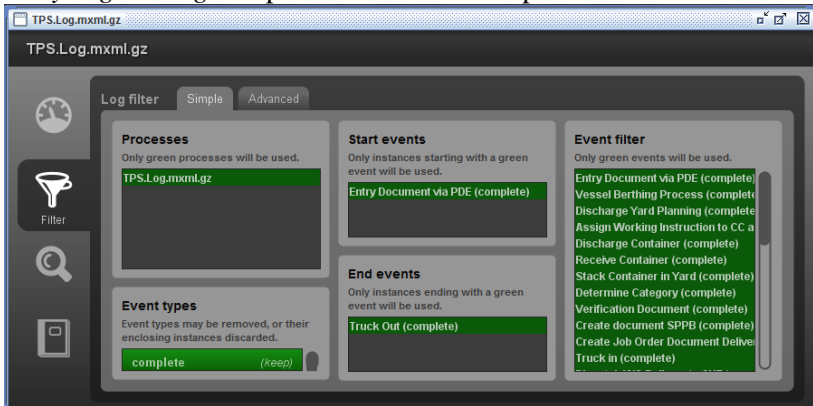 TPS.Log.mxml.gz
TPS.Log.mxml.gz
Log filter
Simple
Advanced
Filter
Processes
Only green processes will be used.
TPS.Log.mxml.gz
Event types
Event types may be removed, or their
enclosing instances discarded.
complete (keep)
Start events
Only instances starting with a green
event will be used.
Entry Document via PDE (complete)
End events
Only instances ending with a green
event will be used.
Truck Out (complete)
Event filter
Only green events will be used.
Entry Document via PDE (complete)
Vessel Berthing Process (complete
Discharge Yard Planning (complete
Assign Working Instruction to CC a
Discharge Container (complete)
Receive Container (complete)
Stack Container in Yard (complete)
Determine Category (complete)
Verification Document (complete)
Create document SPPB (complete)
Create Job Order Document Deliver
Truck in (complete)